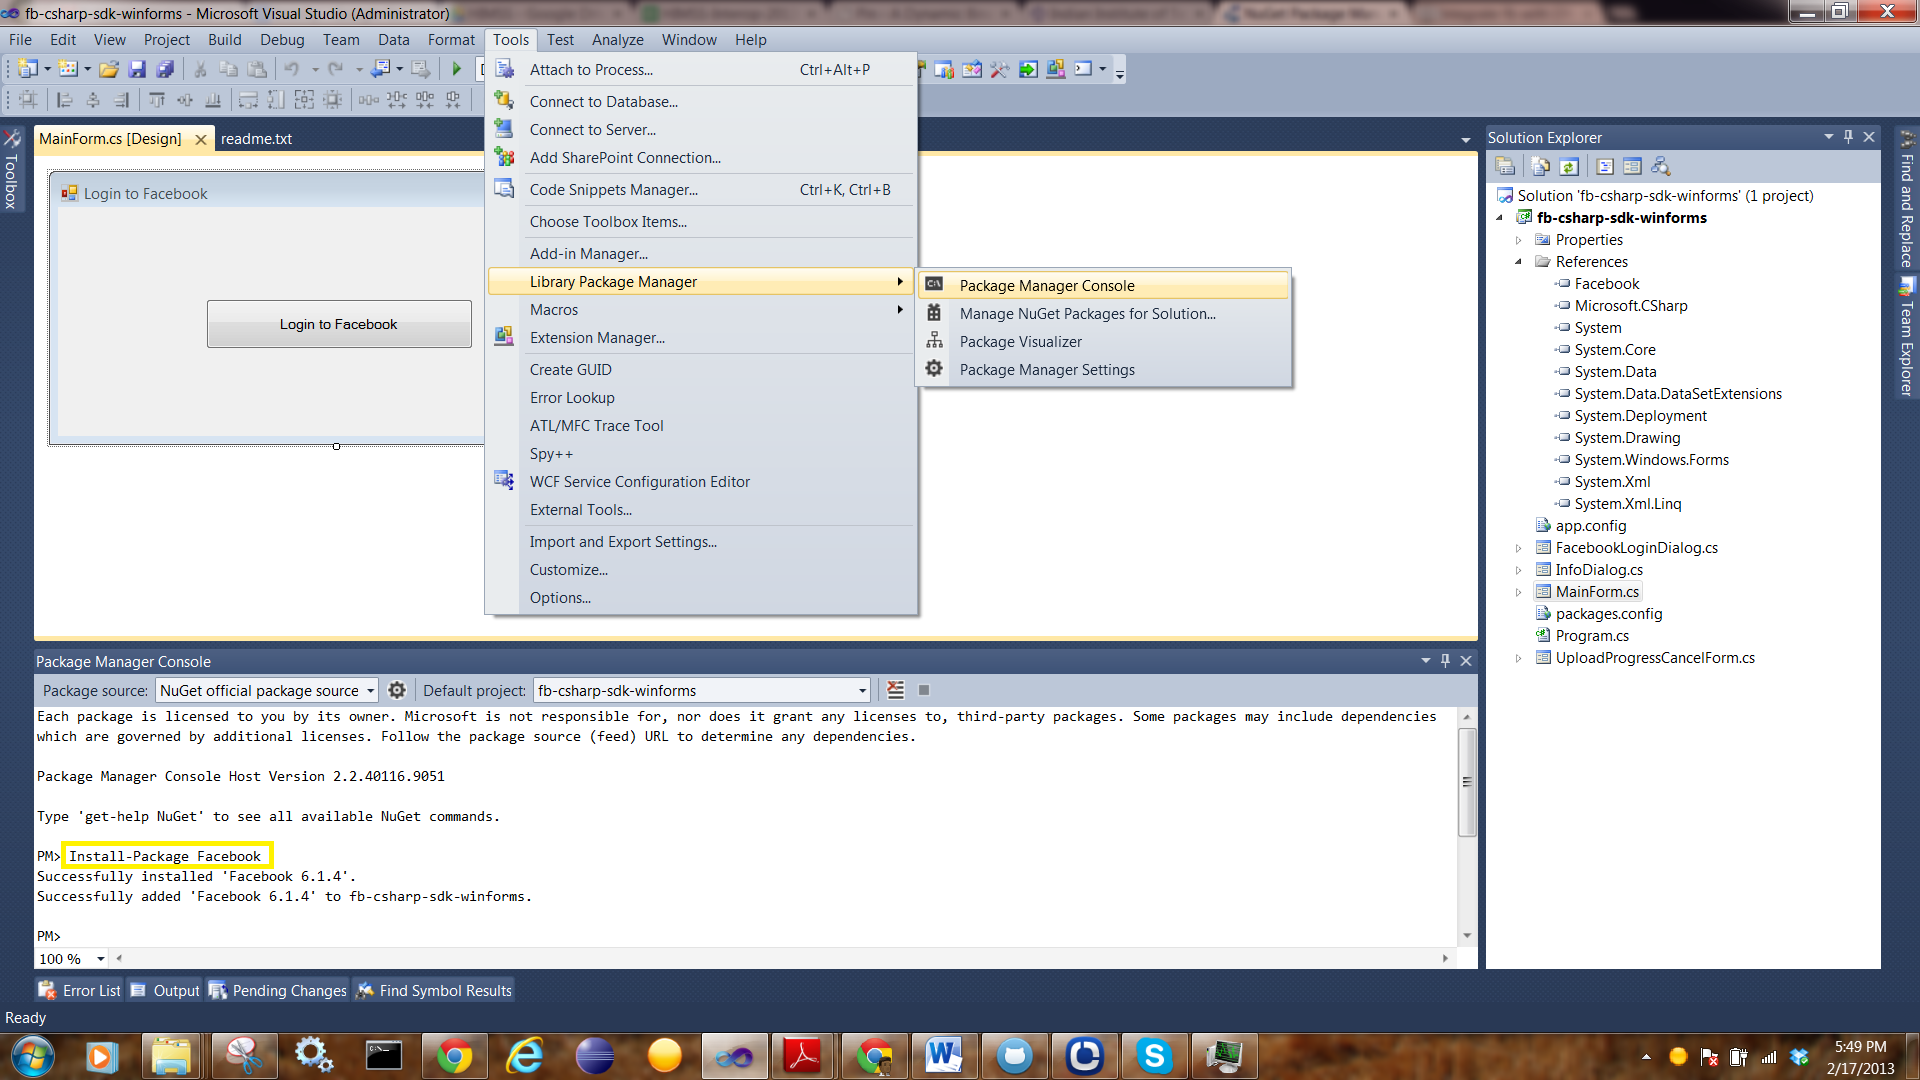 fb-csharp-sdk-winforms - Microsoft Visual Studio (Administrator)
File Edit View Project Build Debug Team Data Format Tools Test Analyze Window Help
Attach to Process... Ctrl+Alt+P
Connect to Database...
Connect to Server...
Add SharePoint Connection...
Code Snippets Manager... Ctrl+K, Ctrl+B
Choose Toolbox Items...
Add-in Manager...
Library Package Manager
Macros
Extension Manager...
Create GUID
Error Lookup
ATL/MFC Trace Tool
Spy++
WCF Service Configuration Editor
External Tools...
Import and Export Settings...
Customize...
Options...
Package Manager Console
Manage NuGet Packages for Solution...
Package Visualizer
Package Manager Settings
Toolbox
MainForm.cs [Design] readme.txt
Login to Facebook
Login to Facebook
Solution Explorer
Solution 'fb-csharp-sdk-winforms' (1 project)
fb-csharp-sdk-winforms
Properties
References
Facebook
Microsoft.CSharp
System
System.Core
System.Data
System.Data.DataSetExtensions
System.Deployment
System.Drawing
System.Windows.Forms
System.Xml
System.Xml.Linq
app.config
FacebookLoginDialog.cs
InfoDialog.cs
MainForm.cs
packages.config
Program.cs
UploadProgressCancelForm.cs
Find and Replace
Team Explorer
Package Manager Console
Package source: NuGet official package source Default project: fb-csharp-sdk-winforms
Each package is licensed to you by its owner. Microsoft is not responsible for, nor does it grant any licenses to, third-party packages. Some packages may include dependencies
which are governed by additional licenses. Follow the package source (feed) URL to determine any dependencies.
Package Manager Console Host Version 2.2.40116.9051
Type 'get-help NuGet' to see all available NuGet commands.
PM> Install-Package Facebook
Successfully installed 'Facebook 6.1.4'.
Successfully added 'Facebook 6.1.4' to fb-csharp-sdk-winforms.
PM>
100 %
Error List Output Pending Changes Find Symbol Results
Ready
5:49 PM
2/17/2013